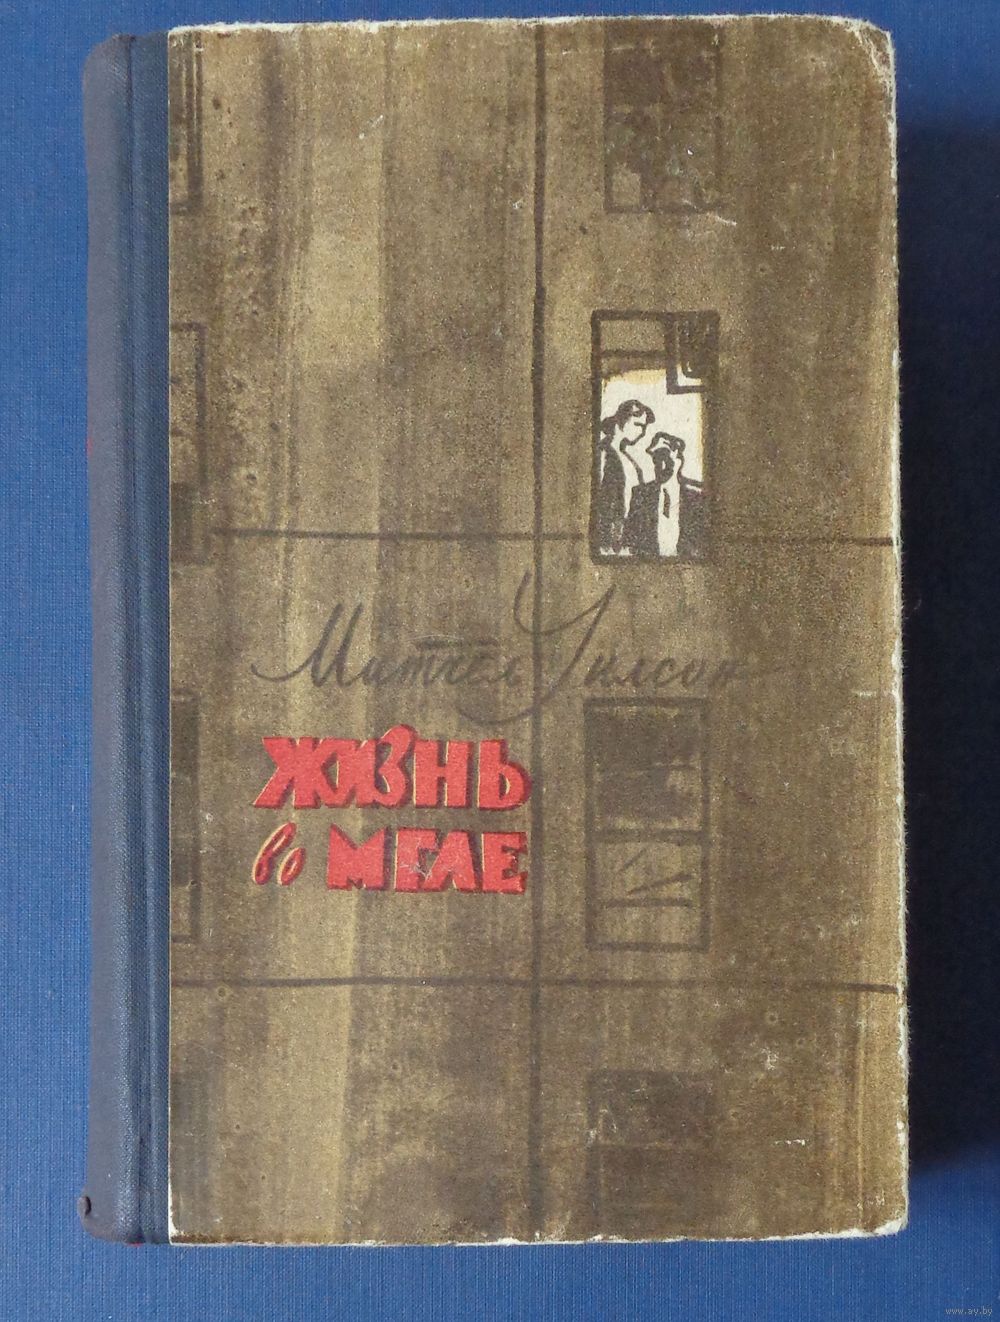 Митчел Уилсон
ЖИЗНЬ
во МГЛЕ
www.ay.by